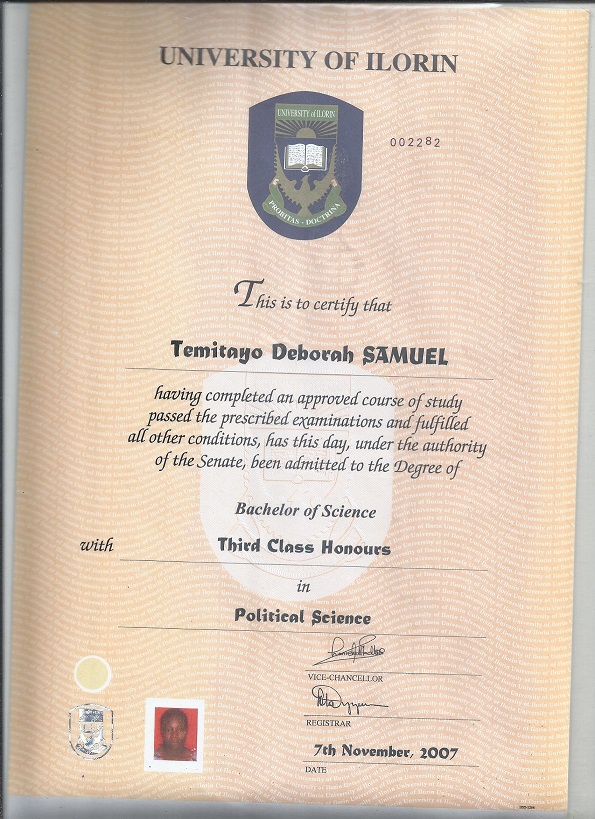 UNIVERSITY OF ILORIN
UNIVERSITY of ILORIN
002282
PROBITAS - DOCTRINA
This is to certify that
Temitayo Deborah SAMUEL
having completed an approved course of study
passed the prescribed examinations and fulfilled
all other conditions, has this day, under the authority
of the Senate, been admitted to the Degree of
Bachelor of Science
with Third Class Honours
in
Political Science
VICE-CHANCELLOR
REGISTRAR
7th November, 2007
DATE